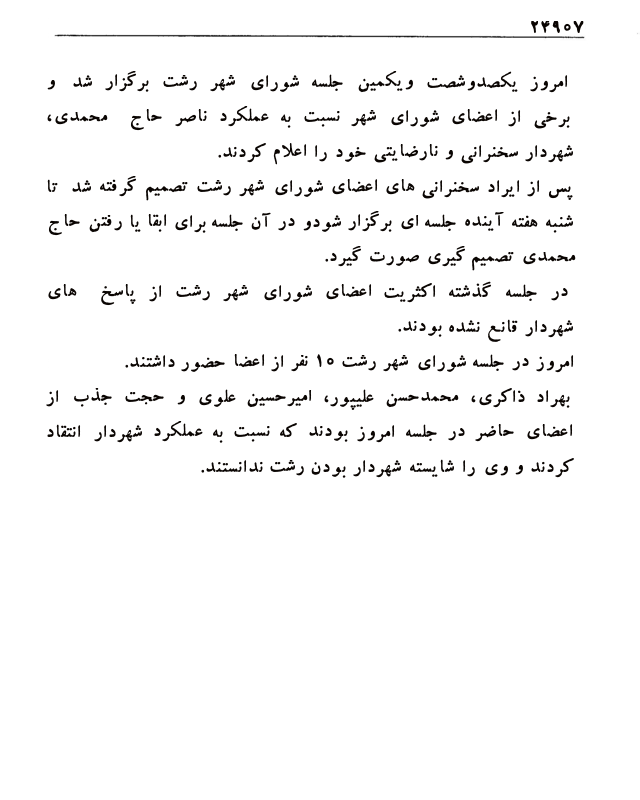 ۲۴۹۰۷
امروز یکصدوشصت ویکمین جلسه شورای شهر رشت برگزار شد و
برخی از اعضای شورای شهر نسبت به عملکرد ناصر حاج محمدی،
شهردار سخنرانی و نارضایتی خود را اعلام کردند.
پس از ایراد سخنرانی های اعضای شورای شهر رشت تصمیم گرفته شد تا
شنبه هفته آینده جلسه ای برگزار شودو در آن جلسه برای ابقا یا رفتن حاج
محمدی تصمیم گیری صورت گیرد.
در جلسه گذشته اکثریت اعضای شورای شهر رشت از پاسخ های
شهردار قانع نشده بودند.
امروز در جلسه شورای شهر رشت ۱۵ نفر از اعضا حضور داشتند.
بهراد ذاکری، محمدحسن علیپور، امیرحسین علوی و حجت جذب از
اعضای حاضر در جلسه امروز بودند که نسبت به عملکرد شهردار انتقاد
کردند و وی را شایسته شهردار بودن رشت ندانستند.